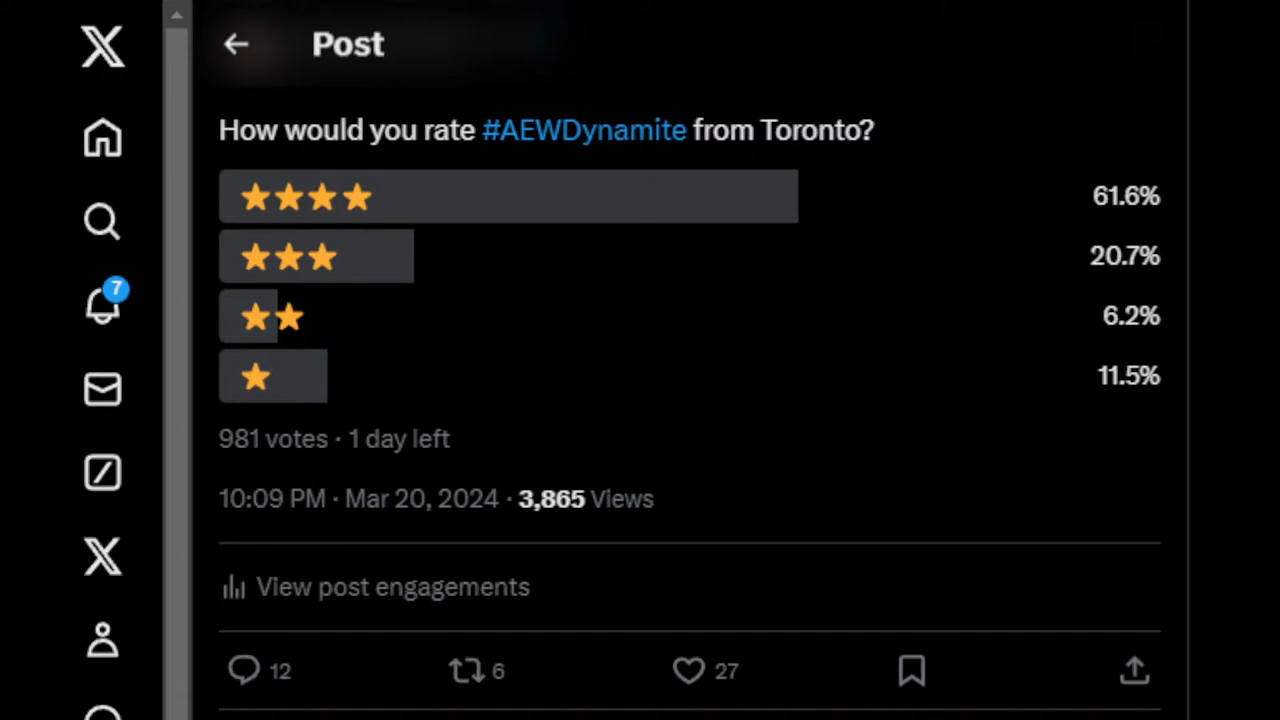 Post
How would you rate #AEWDynamite from Toronto?
⭐⭐⭐⭐ 61.6%
⭐⭐⭐ 20.7%
⭐⭐ 6.2%
⭐ 11.5%
981 votes · 1 day left
7
10:09 PM · Mar 20, 2024 · 3,865 Views
View post engagements
12 6 27